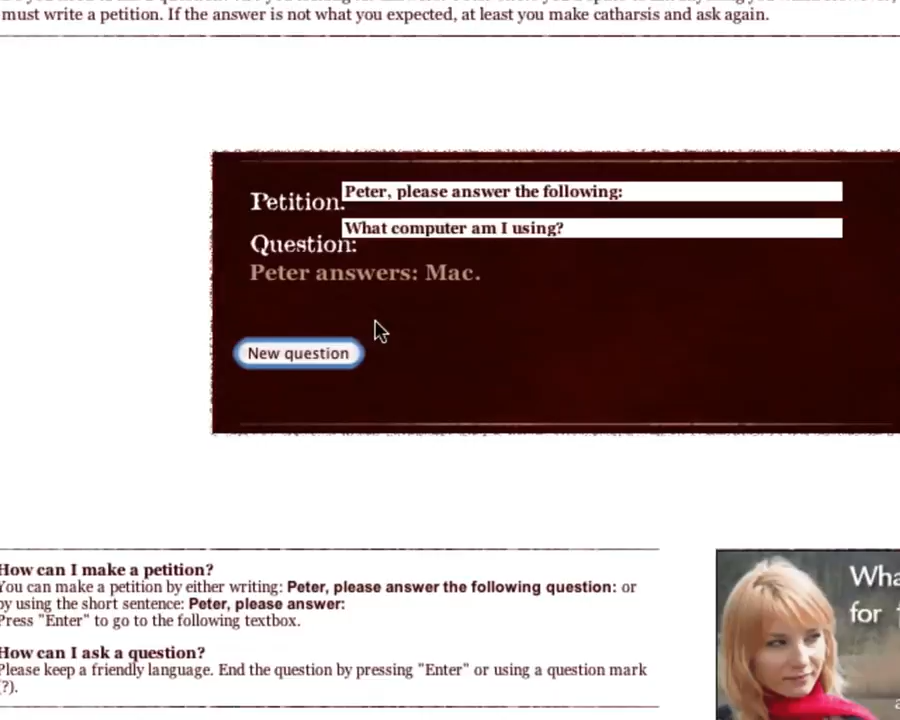 must write a petition. If the answer is not what you expected, at least you make catharsis and ask again.
Petition: Peter, please answer the following:
Question: What computer am I using?
Peter answers: Mac.
New question
How can I make a petition?
You can make a petition by either writing: Peter, please answer the following question: or
by using the short sentence: Peter, please answer:
Press "Enter" to go to the following textbox.
How can I ask a question?
Please keep a friendly language. End the question by pressing "Enter" or using a question mark
(?).
Wha
for